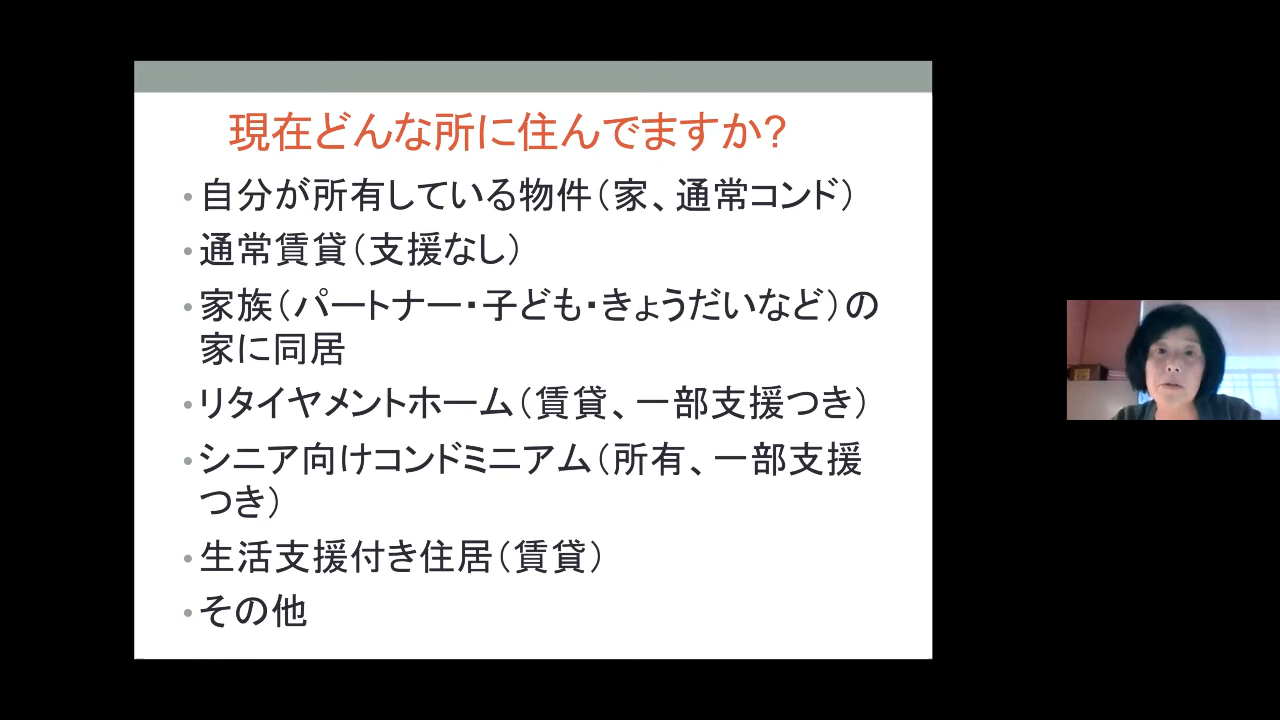 現在どんな所に住んでますか?
• 自分が所有している物件（家、通常コンド）
• 通常賃貸（支援なし）
• 家族（パートナー・子ども・きょうだいなど）の
家に同居
• リタイヤメントホーム（賃貸、一部支援つき）
• シニア向けコンドミニアム（所有、一部支援
つき）
• 生活支援付き住居（賃貸）
• その他